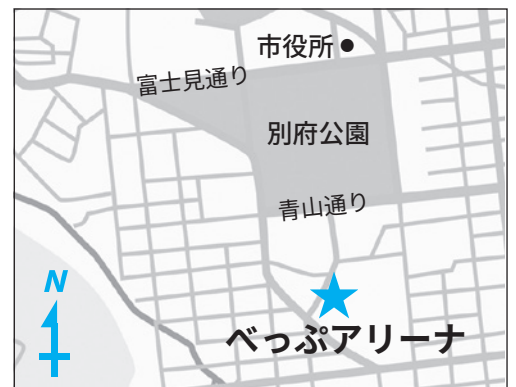 市役所
富士見通り
別府公園
青山通り
N
べっぷアリーナ